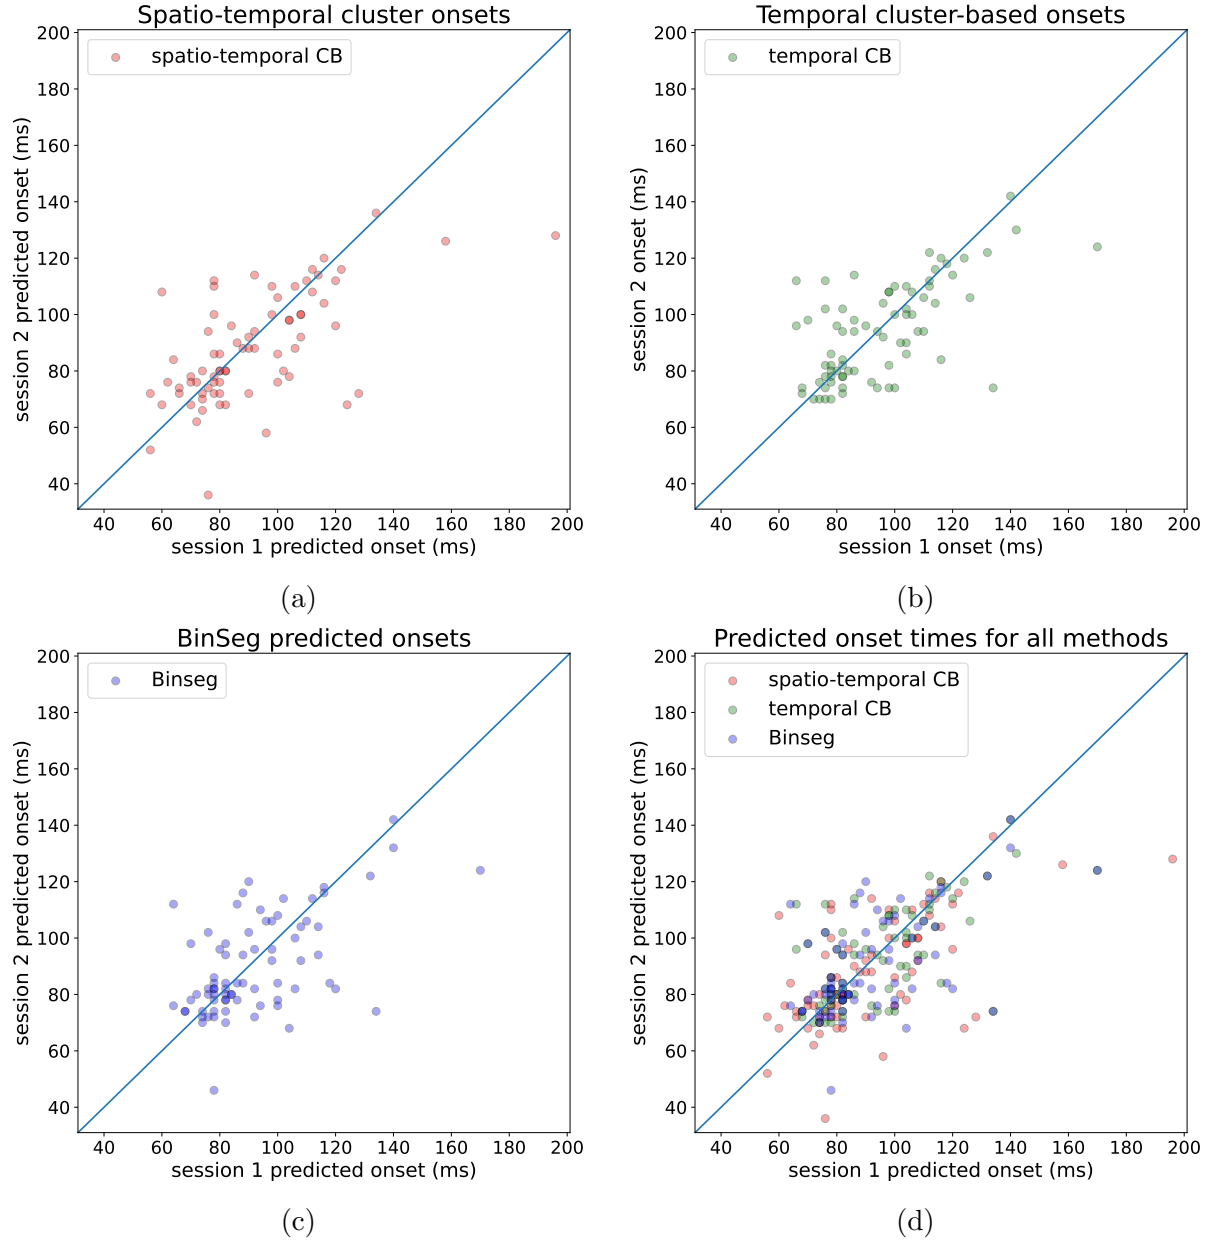 Spatio-temporal cluster onsets
spatio-temporal CB
session 2 predicted onset (ms)
200
180
160
140
120
100
80
60
40
40 60 80 100 120 140 160 180 200
session 1 predicted onset (ms)
(a)
Temporal cluster-based onsets
temporal CB
session 2 onset (ms)
200
180
160
140
120
100
80
60
40
40 60 80 100 120 140 160 180 200
session 1 onset (ms)
(b)
BinSeg predicted onsets
Binseg
session 2 predicted onset (ms)
200
180
160
140
120
100
80
60
40
40 60 80 100 120 140 160 180 200
session 1 predicted onset (ms)
(c)
Predicted onset times for all methods
spatio-temporal CB
temporal CB
Binseg
session 2 predicted onset (ms)
200
180
160
140
120
100
80
60
40
40 60 80 100 120 140 160 180 200
session 1 predicted onset (ms)
(d)